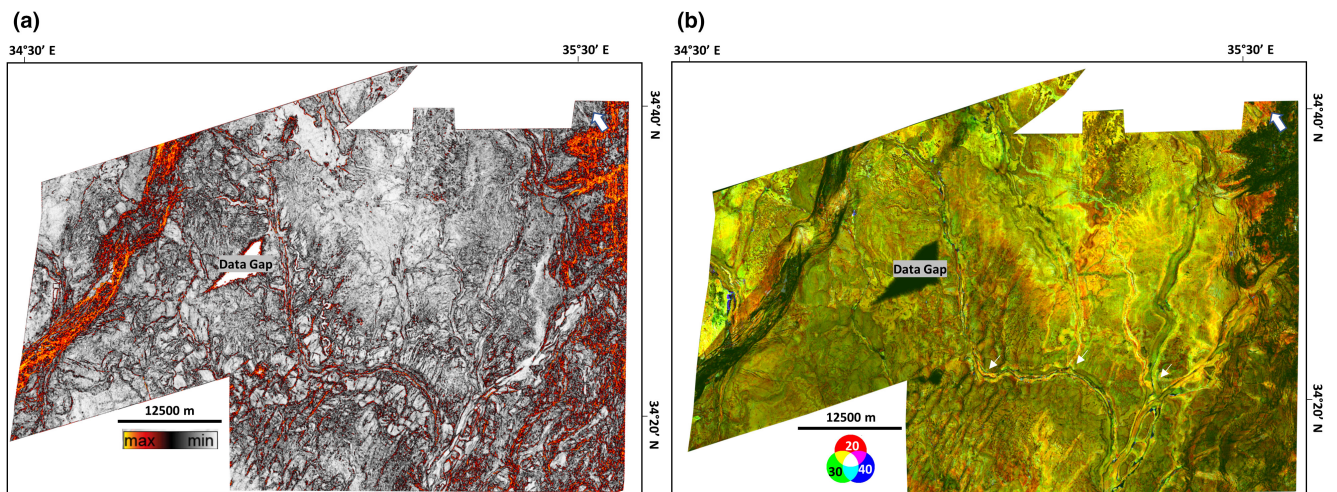 (a)
34°30’ E
35°30’ E
34°40’ N
Data Gap
34°20’ N
12500 m
max min
(b)
34°30’ E
35°30’ E
34°40’ N
Data Gap
34°20’ N
12500 m
20
30 40